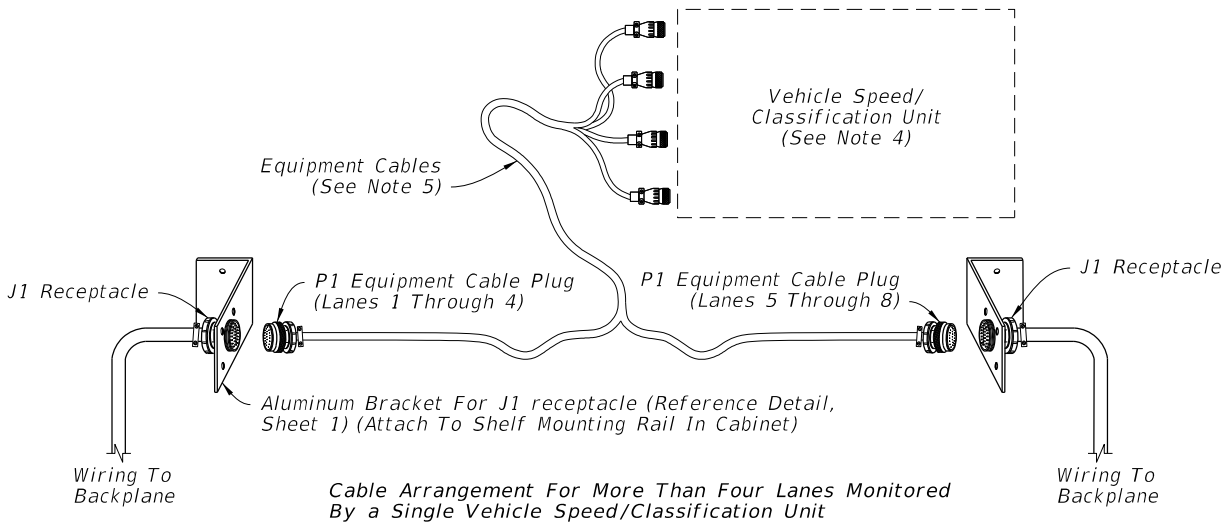 Vehicle Speed/
Classification Unit
(See Note 4)
Equipment Cables
(See Note 5)
J1 Receptacle
P1 Equipment Cable Plug
(Lanes 1 Through 4)
P1 Equipment Cable Plug
(Lanes 5 Through 8)
J1 Receptacle
Aluminum Bracket For J1 receptacle (Reference Detail,
Sheet 1) (Attach To Shelf Mounting Rail In Cabinet)
Wiring To
Backplane
Wiring To
Backplane
Cable Arrangement For More Than Four Lanes Monitored
By a Single Vehicle Speed/Classification Unit